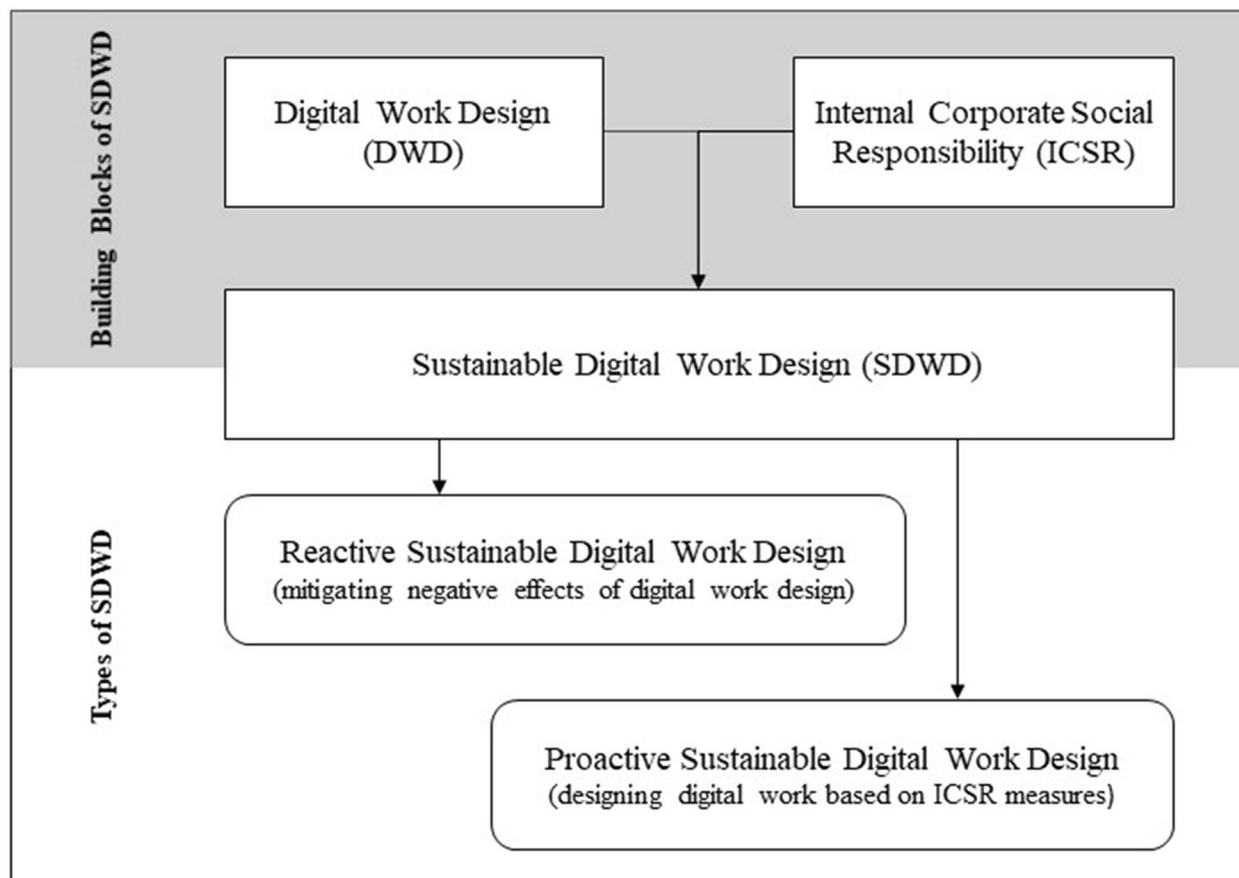 Building Blocks of SDWD
Digital Work Design
(DWD)
Internal Corporate Social
Responsibility (ICSR)
Sustainable Digital Work Design (SDWD)
Types of SDWD
Reactive Sustainable Digital Work Design
(mitigating negative effects of digital work design)
Proactive Sustainable Digital Work Design
(designing digital work based on ICSR measures)